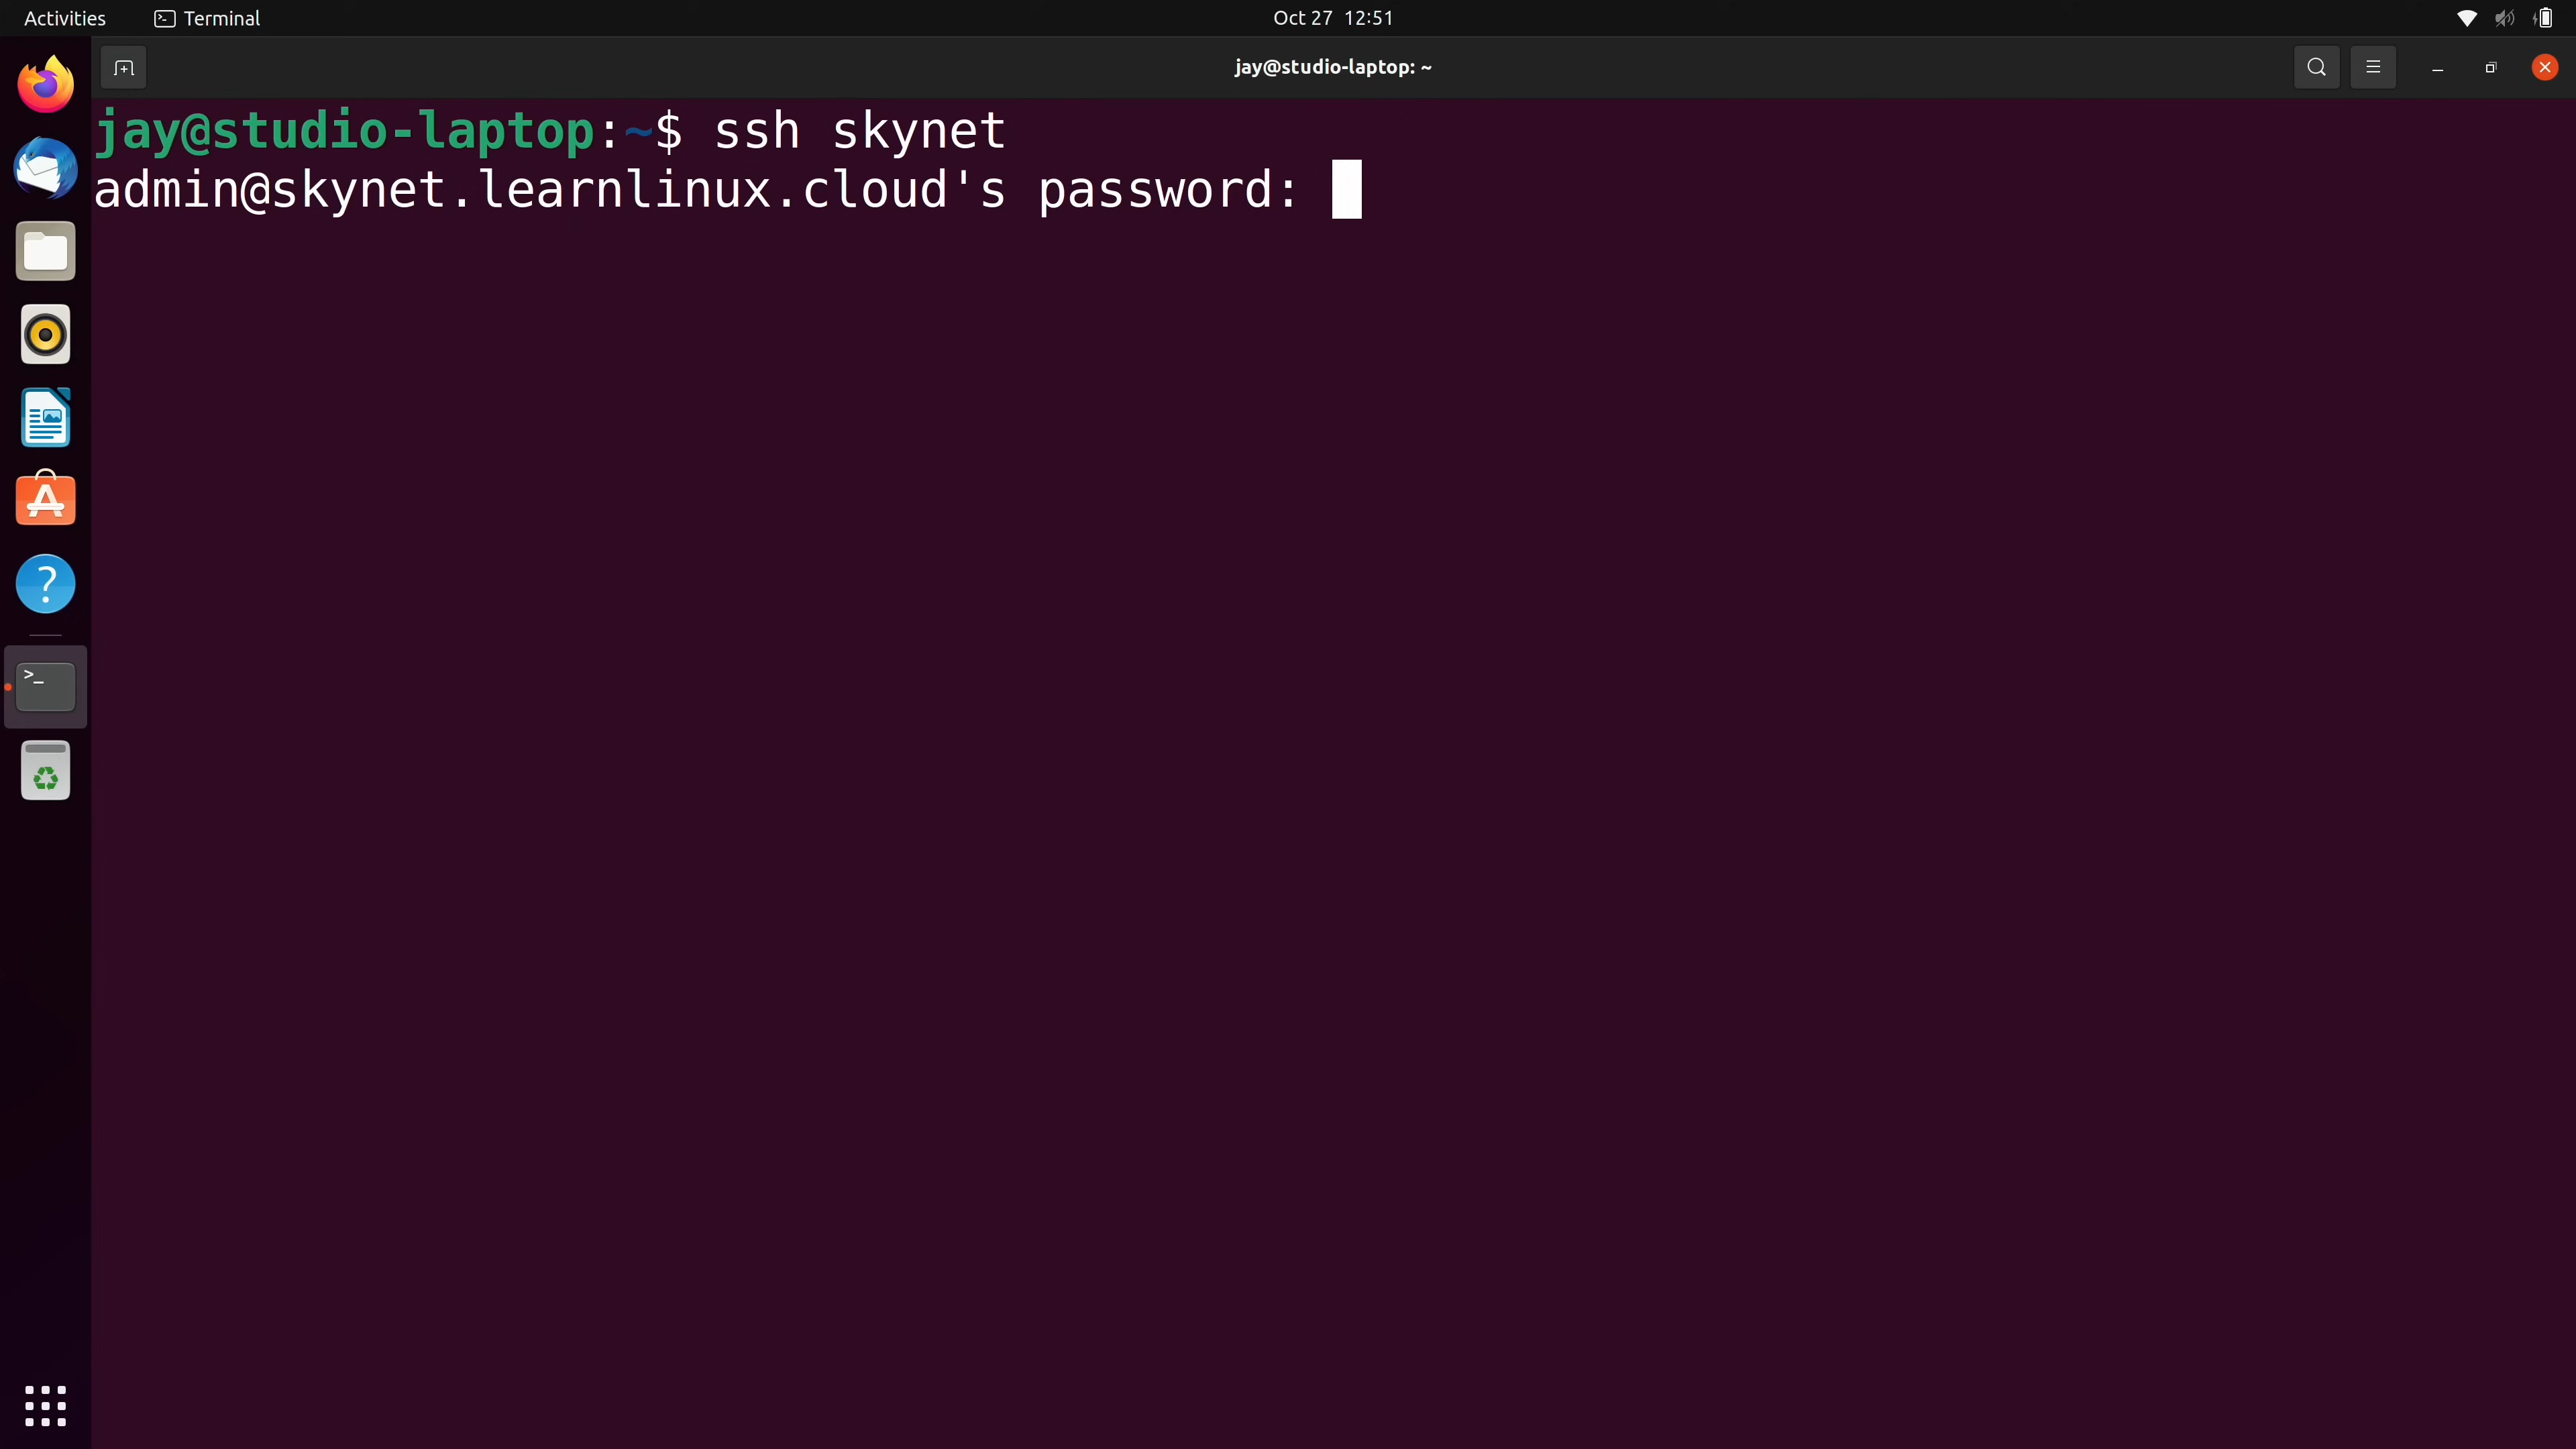 Activities Terminal Oct 27 12:51
jay@studio-laptop: ~
jay@studio-laptop:~$ ssh skynet
admin@skynet.learnlinux.cloud's password: